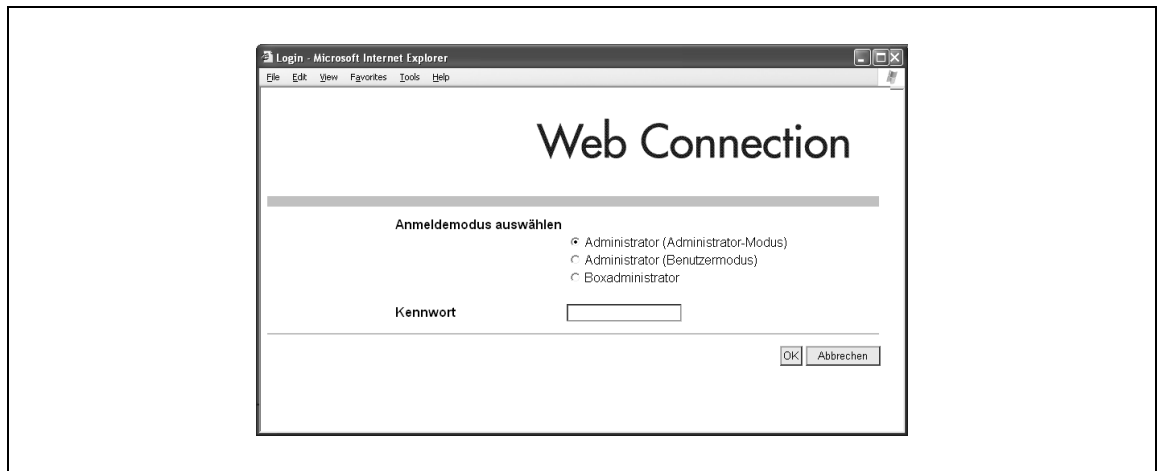 Login - Microsoft Internet Explorer
File Edit View Favorites Tools Help
Web Connection
Anmeldemodus auswählen
Administrator (Administrator-Modus)
Administrator (Benutzermodus)
Boxadministrator
Kennwort
OK Abbrechen